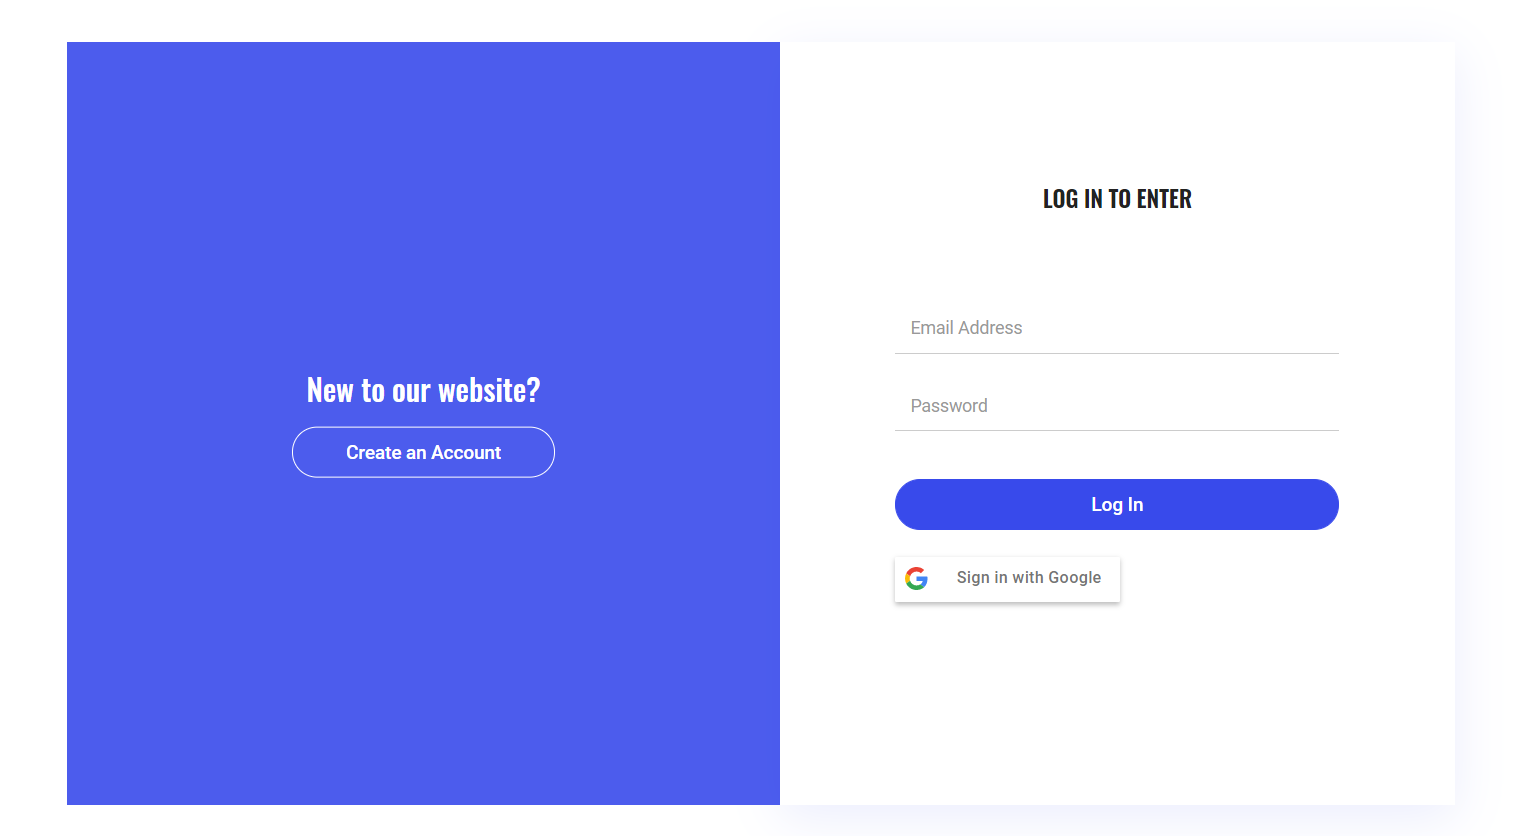 New to our website?
Create an Account
LOG IN TO ENTER
Email Address
Password
Log In
Sign in with Google